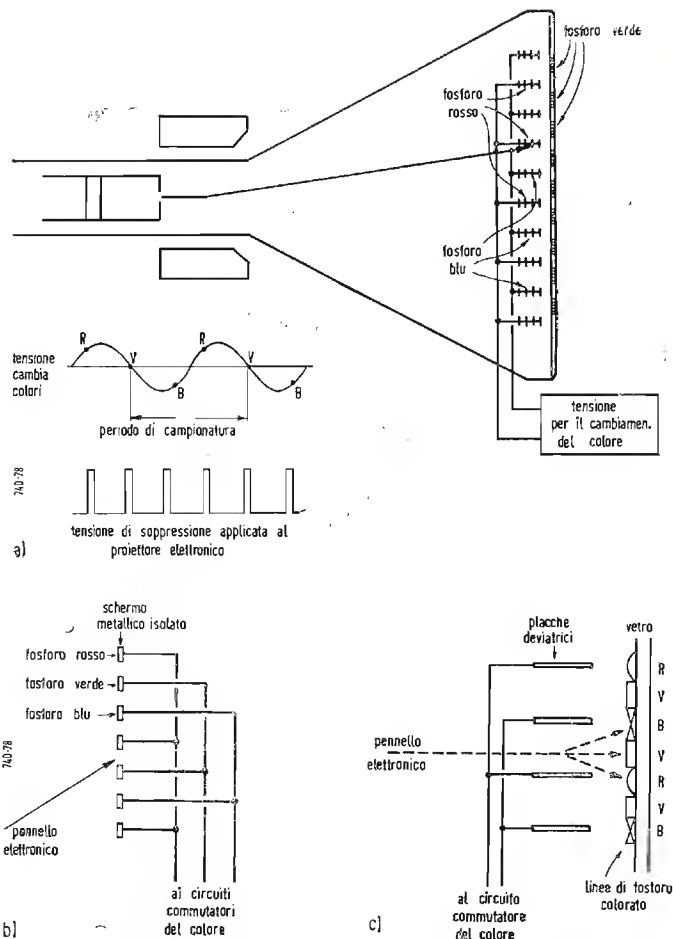 fosforo verde
fosforo
rosso
fosforo
blu
R
V
R
V
B
B
tensione
cambia
colori
periodo di campionatura
tensione
per il cambiamen.
del colore
740-78
tensione di soppressione applicata al
proiettore elettronico
a)
schermo
metallico isolato
fosforo rosso
fosforo verde
fosforo blu
740-78
pennello
elettronico
ai circuiti
commutatori
del colore
b)
placche
deviatrici
vetro
R
V
B
V
R
V
B
pennello
elettronico
al circuito
commutatore
del colore
linee di fosforo
colorato
c)